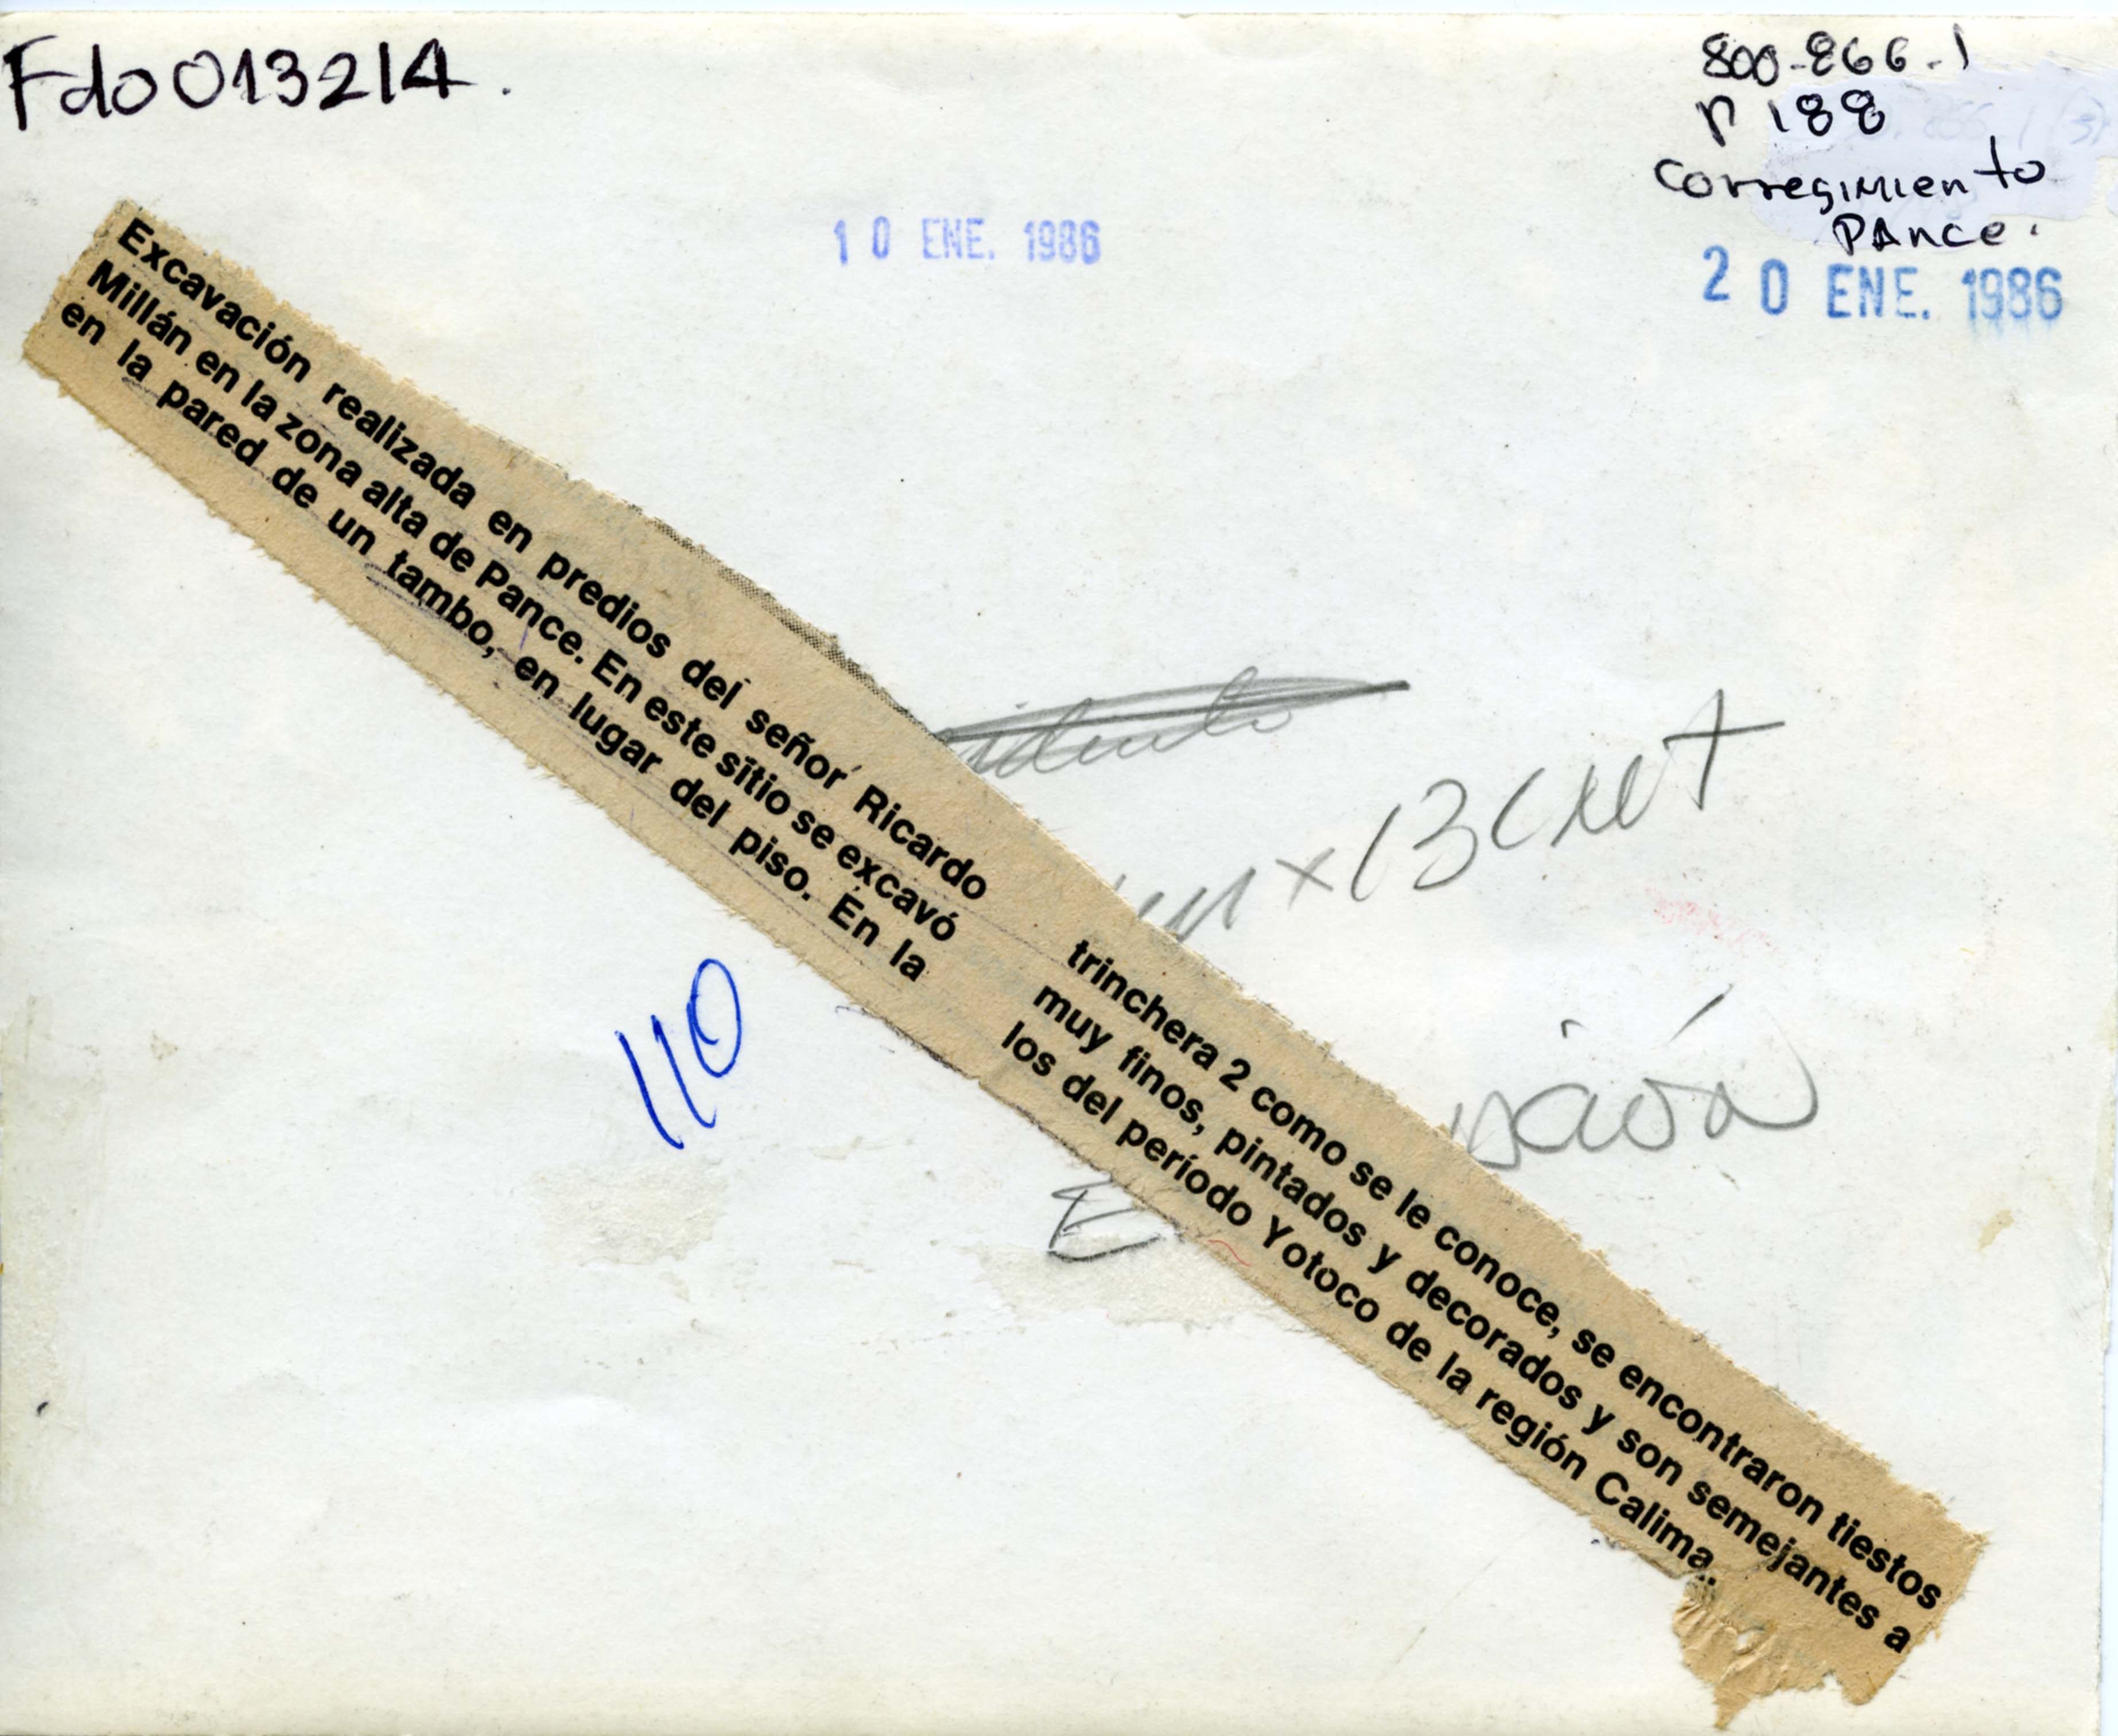 Fdo013214.
800-866-1
n 188
corregimiento
PAnce.
10 ENE. 1986
20 ENE. 1986
Excavación realizada en predios del señor Ricardo
Millán en la zona alta de Pance. En este sitio se excavó
en la pared de un tambo, en lugar del piso. En la
trinchera 2 como se le conoce, se encontraron tiestos
muy finos, pintados y decorados y son semejantes a
los del período Yotoco de la región Calima.
x 13
110
E